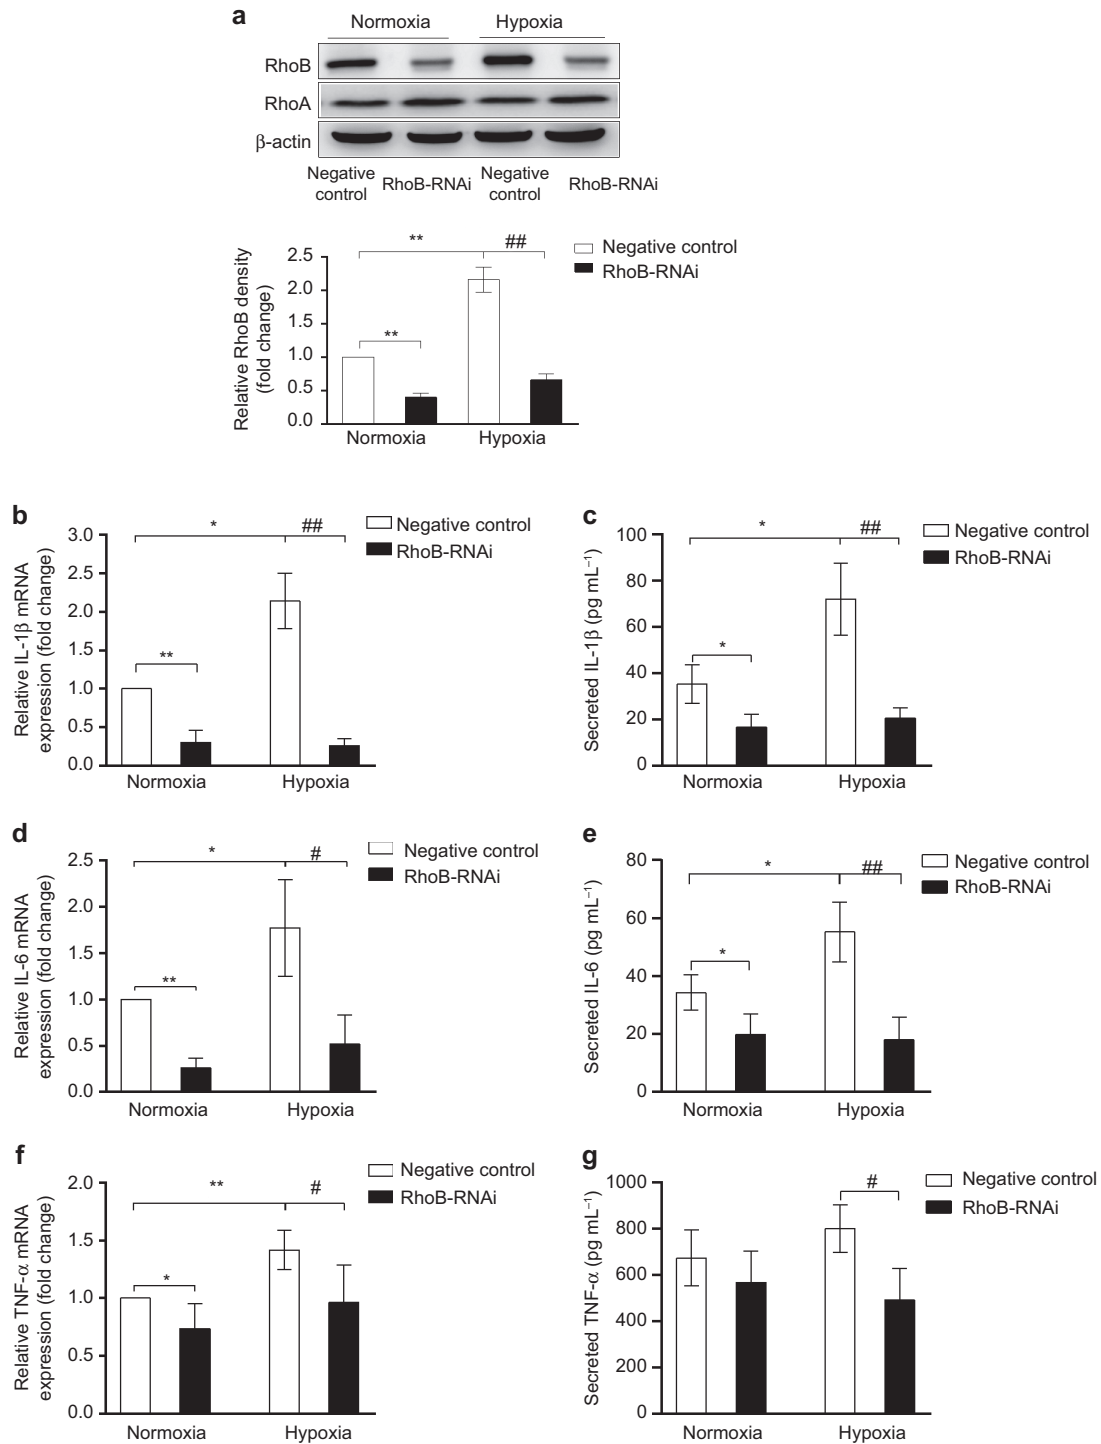 a
Normoxia Hypoxia
RhoB
RhoA
β-actin
Negative control RhoB-RNAi Negative control RhoB-RNAi
Relative RhoB density
(fold change)
** ##
**
2.5
2.0
1.5
1.0
0.5
0.0
Normoxia Hypoxia
Negative control
RhoB-RNAi
b
Relative IL-1β mRNA
expression (fold change)
* ##
**
3.0
2.5
2.0
1.5
1.0
0.5
0.0
Normoxia Hypoxia
Negative control
RhoB-RNAi
c
Secreted IL-1β (pg mL⁻¹)
* ##
*
100
80
60
40
20
0
Normoxia Hypoxia
Negative control
RhoB-RNAi
d
Relative IL-6 mRNA
expression (fold change)
* #
**
2.5
2.0
1.5
1.0
0.5
0.0
Normoxia Hypoxia
Negative control
RhoB-RNAi
e
Secreted IL-6 (pg mL⁻¹)
* ##
*
80
60
40
20
0
Normoxia Hypoxia
Negative control
RhoB-RNAi
f
Relative TNF-α mRNA
expression (fold change)
** #
*
2.0
1.5
1.0
0.5
0.0
Normoxia Hypoxia
Negative control
RhoB-RNAi
g
Secreted TNF-α (pg mL⁻¹)
#
1000
800
600
400
200
0
Normoxia Hypoxia
Negative control
RhoB-RNAi